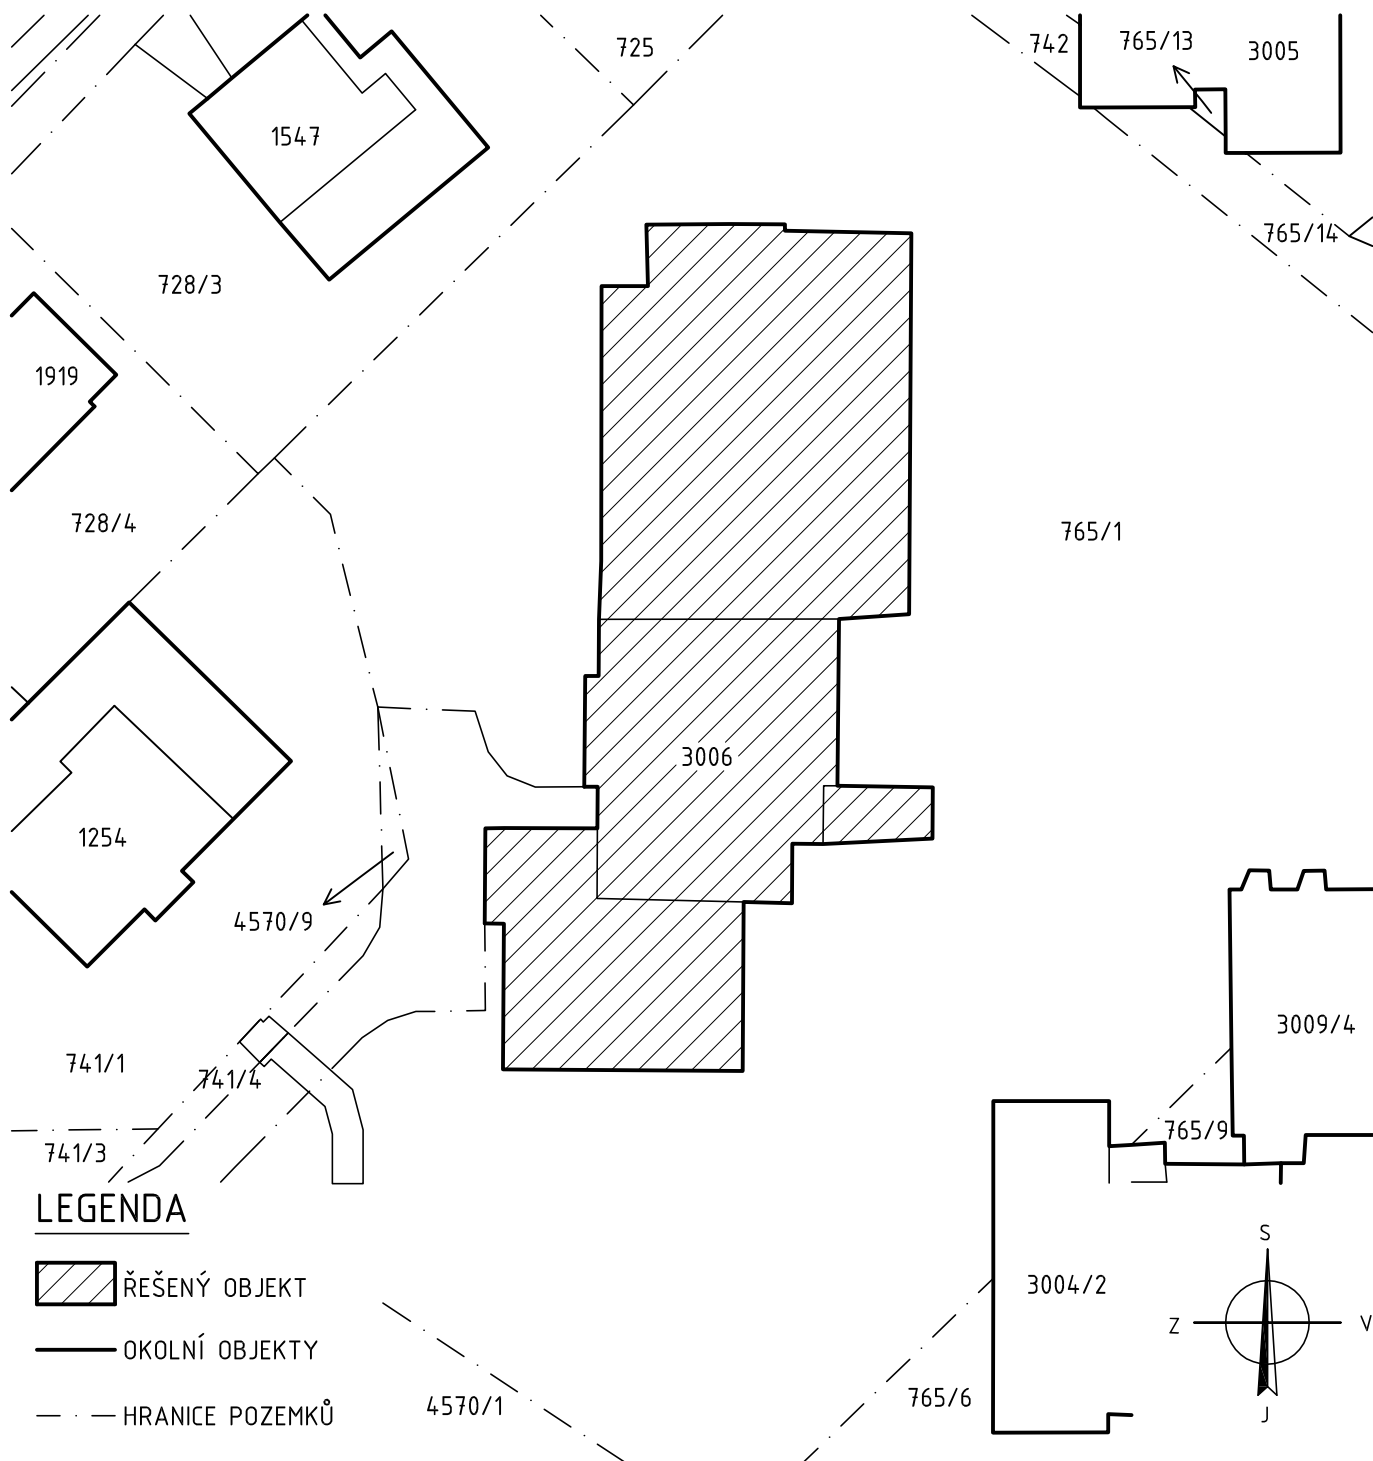 725
742
765/13
3005
1547
765/14
728/3
1919
728/4
765/1
3006
1254
4570/9
3009/4
741/1
741/4
765/9
741/3
LEGENDA
ŘEŠENÝ OBJEKT
OKOLNÍ OBJEKTY
HRANICE POZEMKŮ
S
3004/2
Z
V
J
765/6
4570/1